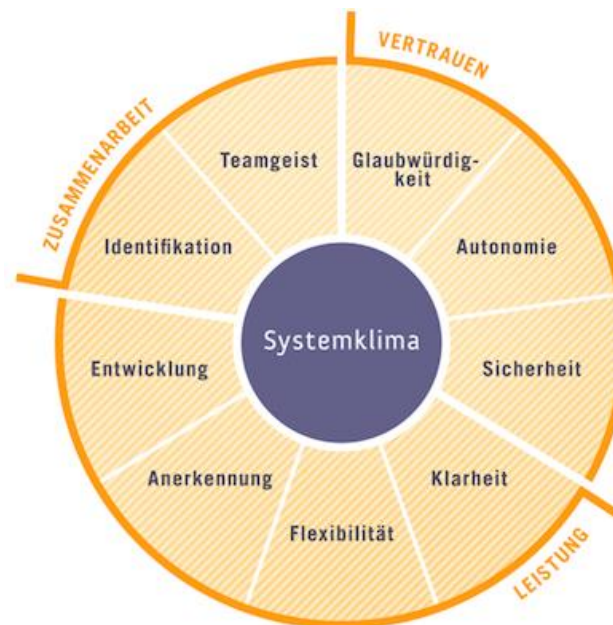 VERTRAUEN
ZUSAMMENARBEIT
Teamgeist
Glaubwürdig-
keit
Identifikation
Autonomie
Systemklima
Entwicklung
Sicherheit
Anerkennung
Klarheit
Flexibilität
LEISTUNG